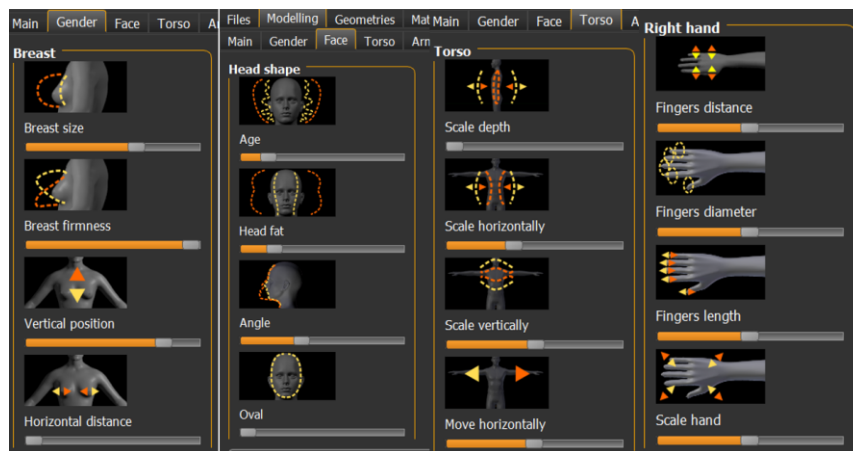 Main Gender Face Torso
Breast
Breast size
Breast firmness
Vertical position
Horizontal distance
Files Modelling Geometries
Main Gender Face Torso
Head shape
Age
Head fat
Angle
Oval
Main Gender Face Torso
Torso
Scale depth
Scale horizontally
Scale vertically
Move horizontally
Right hand
Fingers distance
Fingers diameter
Fingers length
Scale hand